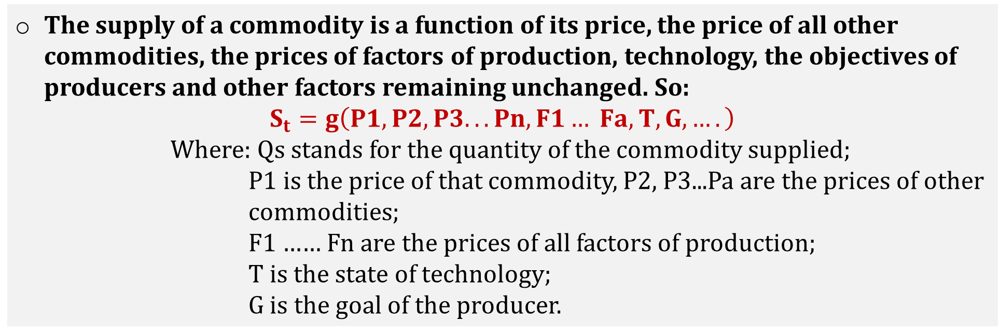 ○ The supply of a commodity is a function of its price, the price of all other
commodities, the prices of factors of production, technology, the objectives of
producers and other factors remaining unchanged. So:
Sₜ = g(P1, P2, P3. . . Pn, F1 ... Fa, T, G, ... . )
Where: Qs stands for the quantity of the commodity supplied;
P1 is the price of that commodity, P2, P3...Pa are the prices of other
commodities;
F1 ...... Fn are the prices of all factors of production;
T is the state of technology;
G is the goal of the producer.